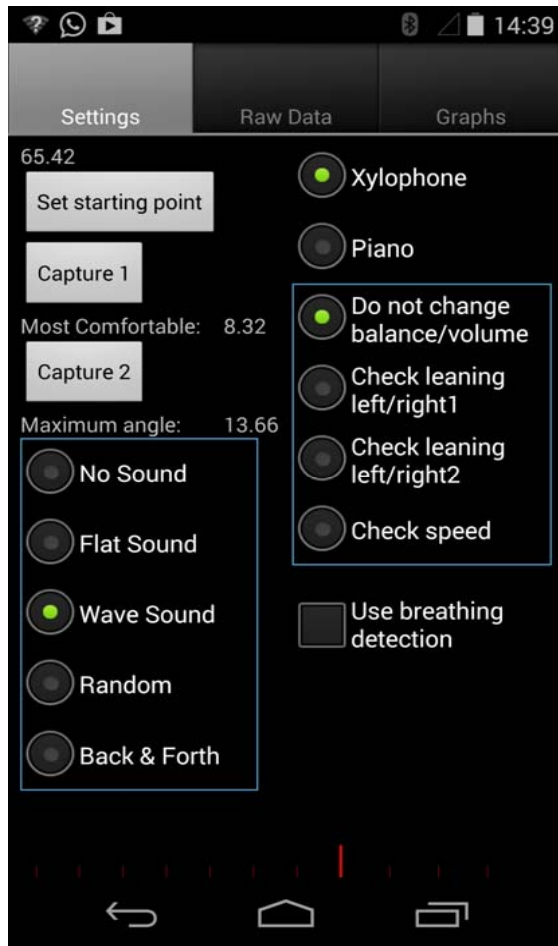 14:39
Settings
Raw Data
Graphs
65.42
Set starting point
Capture 1
Most Comfortable: 8.32
Capture 2
Maximum angle: 13.66
No Sound
Flat Sound
Wave Sound
Random
Back & Forth
Xylophone
Piano
Do not change
balance/volume
Check leaning
left/right1
Check leaning
left/right2
Check speed
Use breathing
detection